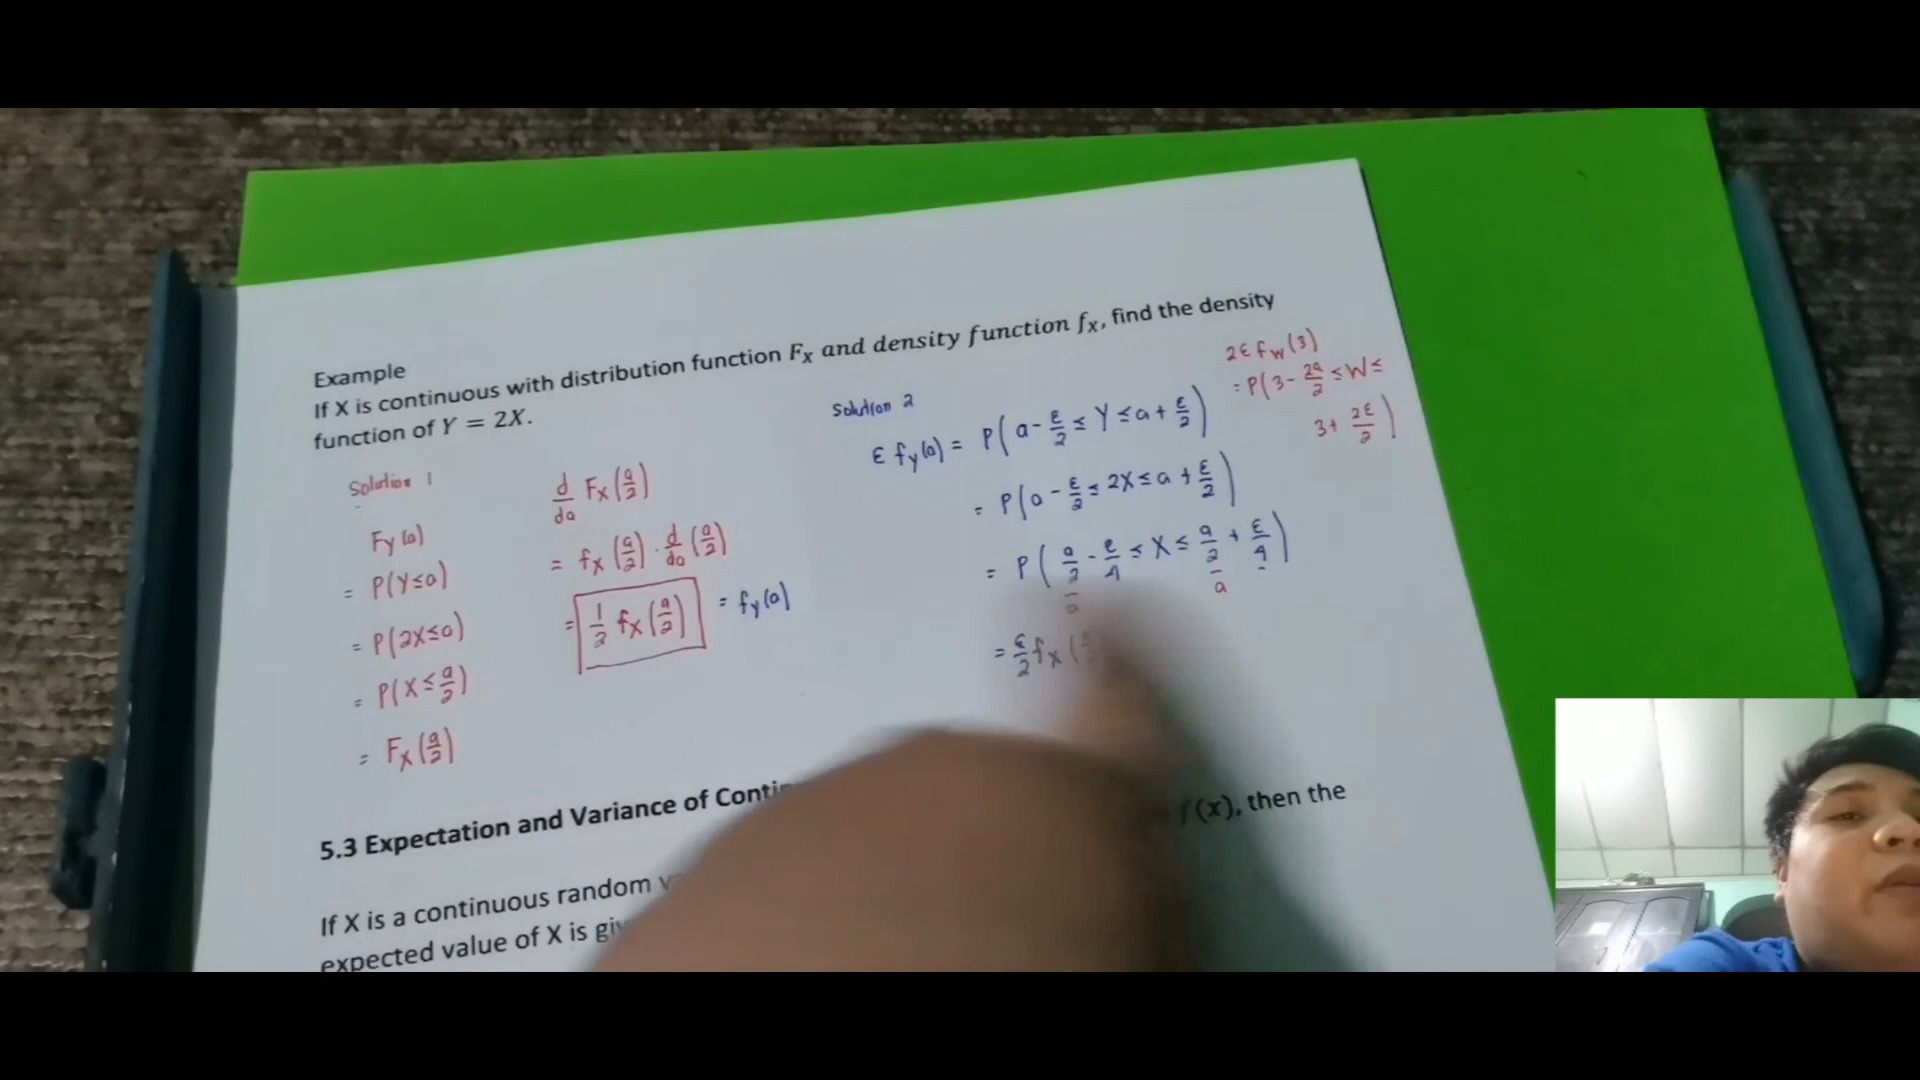 Example
If X is continuous with distribution function F_X and density function f_X, find the density
function of Y = 2X.
Solution 1
F_Y(a)
= P(Y≤a)
= P(2X≤a)
= P(X≤a/2)
= F_X(a/2)
d/da F_X(a/2)
= f_X(a/2) · d/da(a/2)
= 1/2 f_X(a/2) = f_Y(a)
Solution 2
ε f_Y(a) = P(a - ε/2 ≤ Y ≤ a + ε/2)
= P(a - ε/2 ≤ 2X ≤ a + ε/2)
= P(a/2 - ε/4 ≤ X ≤ a/2 + ε/4)
a a
= ε/2 f_X(
2ε f_W(3)
= P(3 - 2a/2 ≤ W ≤
3 + 2ε/2)
5.3 Expectation and Variance of
f(x), then the
If X is a continuous random
expected value of X is